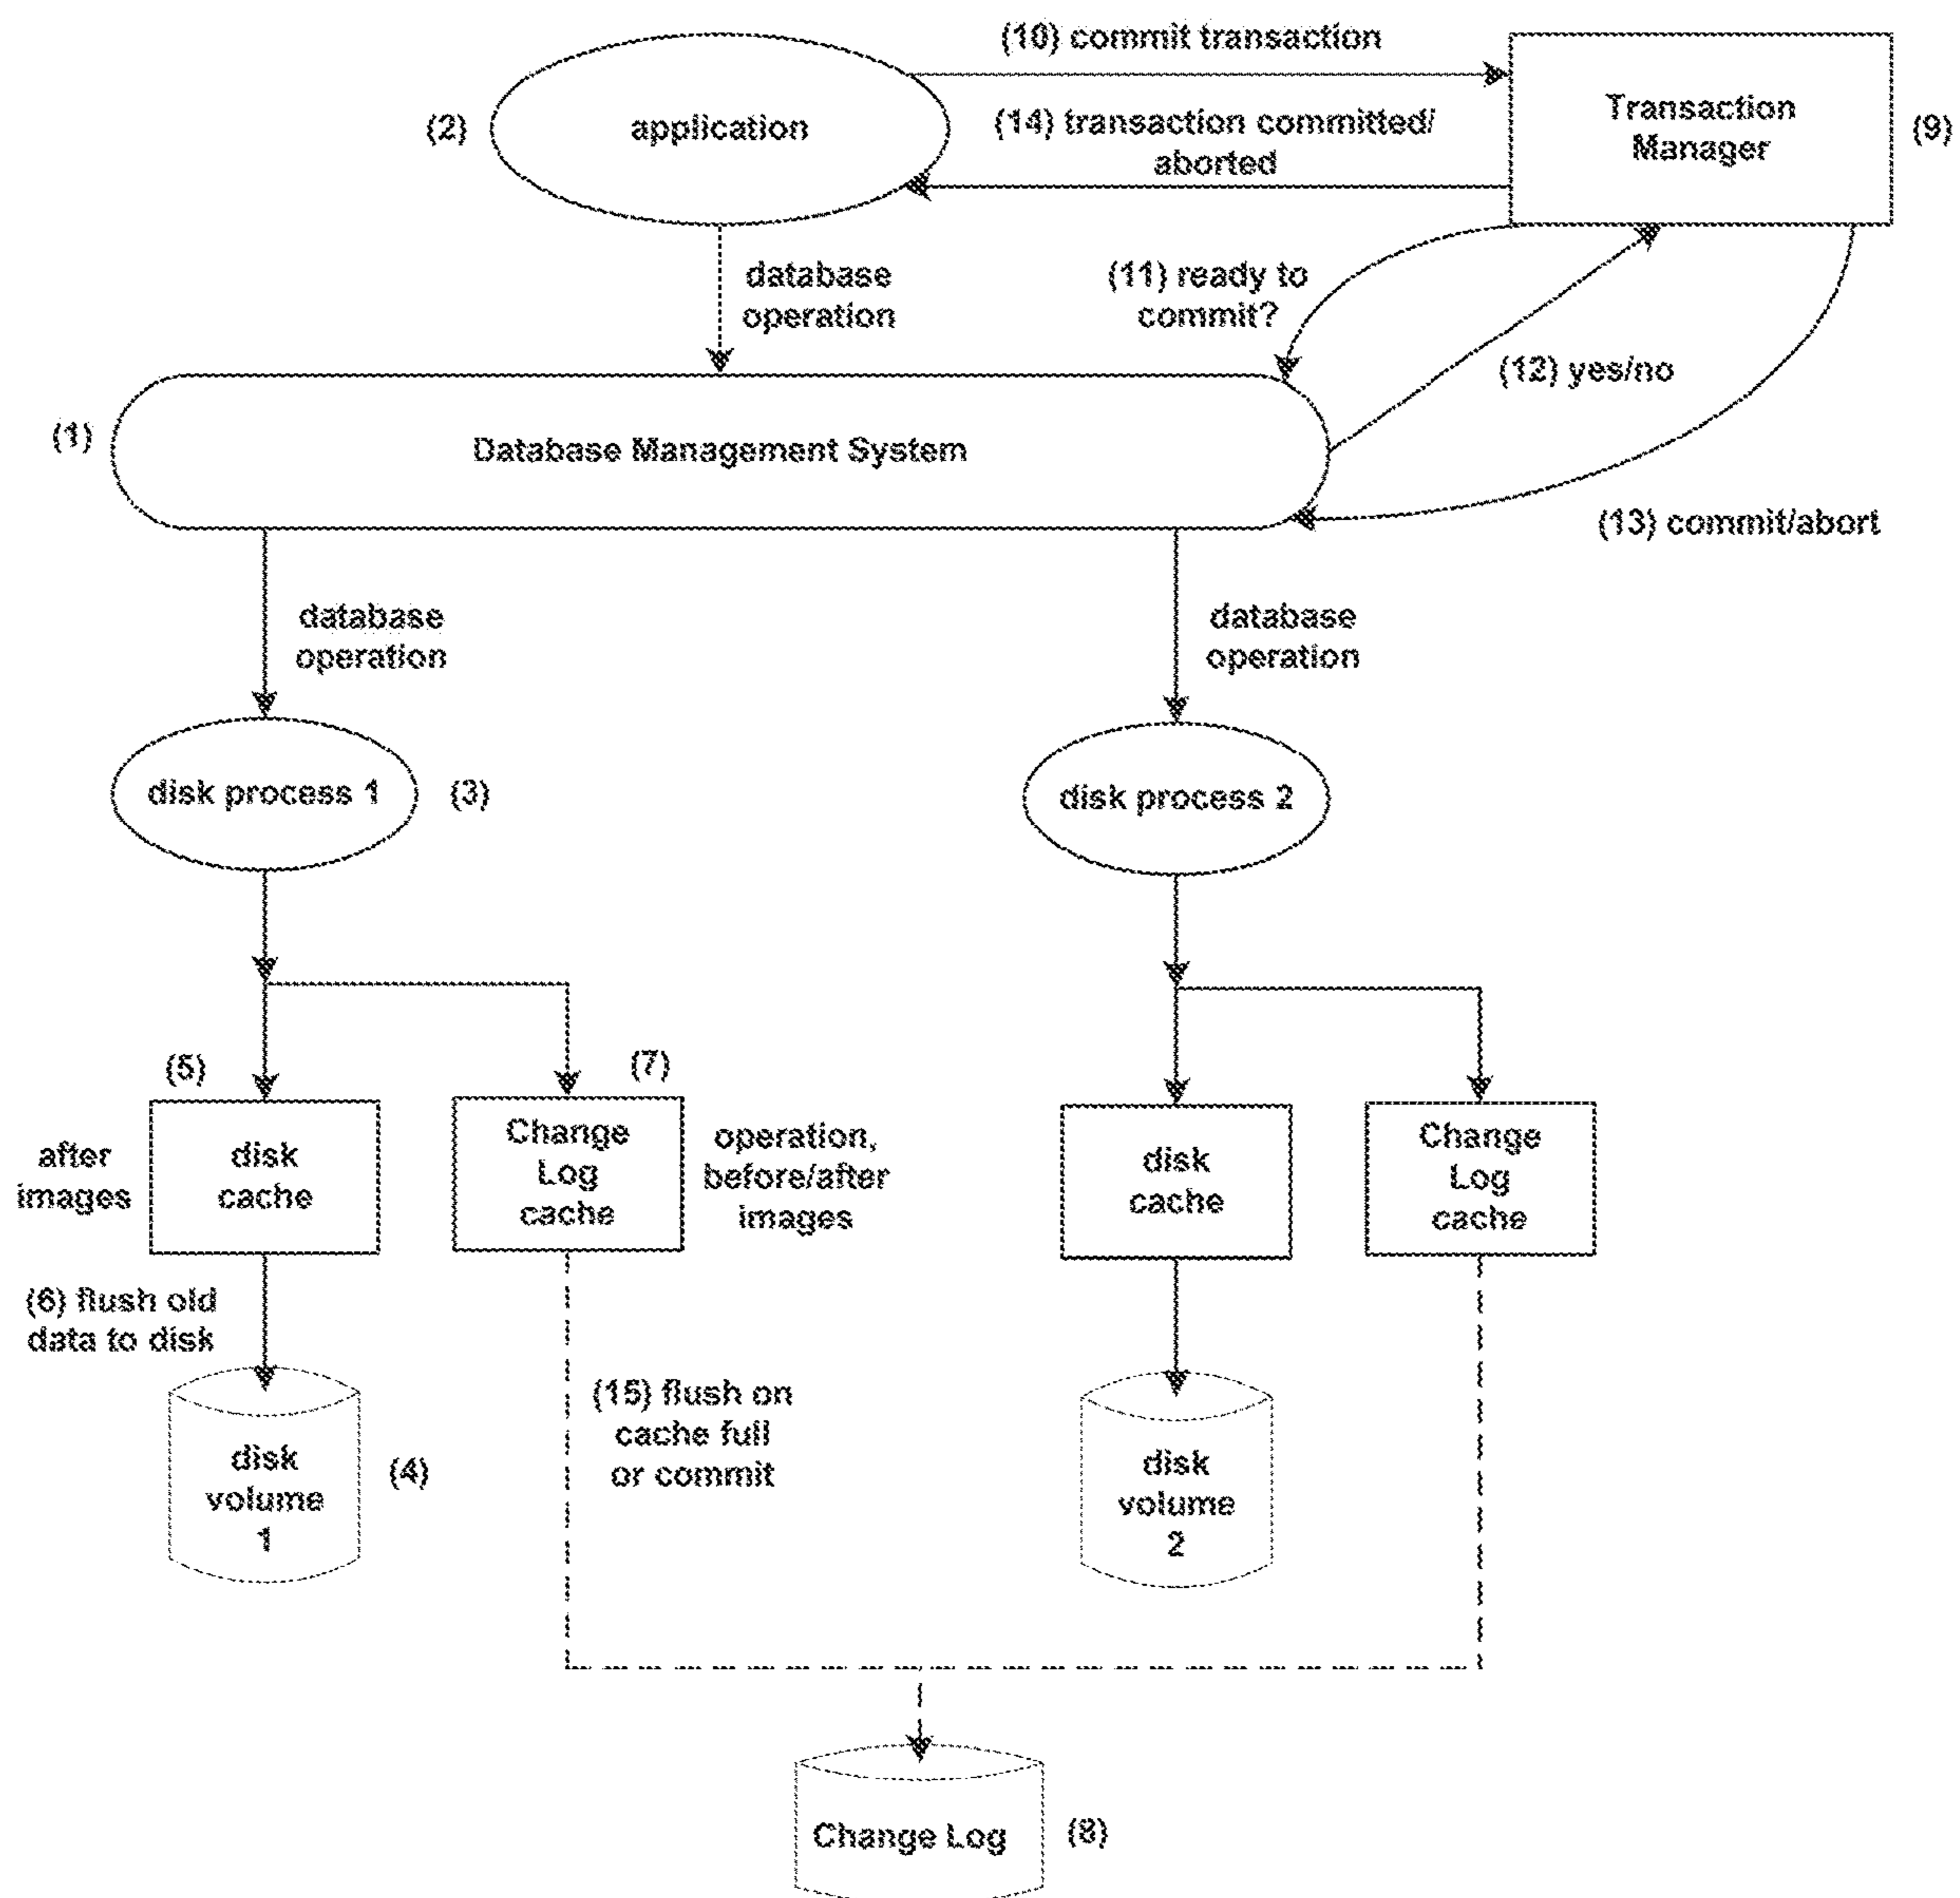 (10) commit transaction
(2)
application
(14) transaction committed/
aborted
Transaction
Manager
(9)
database
operation
(11) ready to
commit?
(12) yes/no
(1)
Database Management System
(13) commit/abort
database
operation
database
operation
disk process 1
(3)
disk process 2
(5)
(7)
after
images
disk
cache
Change
Log
cache
operation,
before/after
images
disk
cache
Change
Log
cache
(6) flush old
data to disk
(15) flush on
cache full
or commit
disk
volume
1
(4)
disk
volume
2
Change Log
(8)